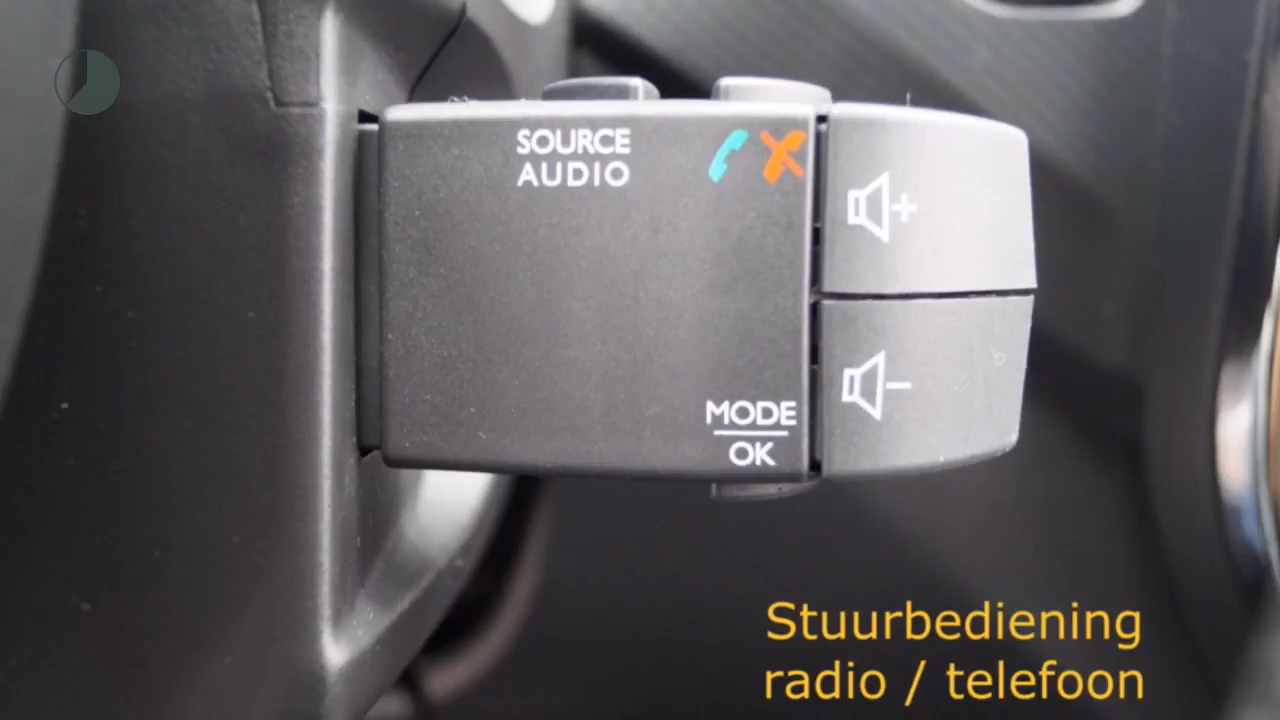 SOURCE
AUDIO
MODE
OK
Stuurbediening
radio / telefoon